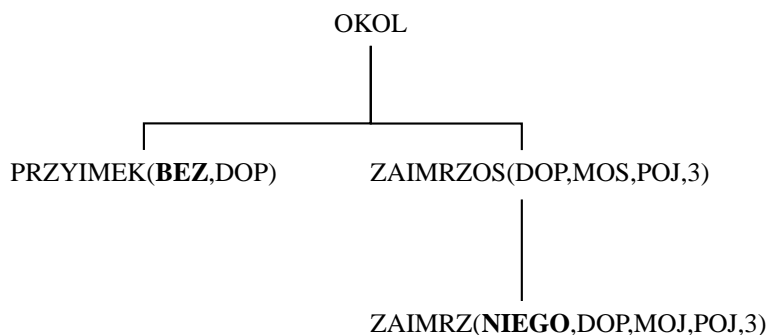 OKOL
PRZYIMEK(BEZ,DOP) ZAIMRZOS(DOP,MOS,POJ,3)
ZAIMRZ(NIEGO,DOP,MOJ,POJ,3)